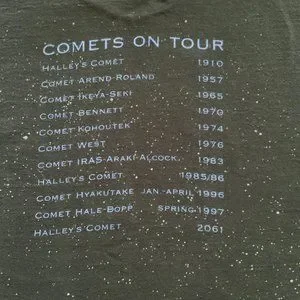 COMETS ON TOUR
HALLEY'S COMET 1910
COMET AREND-ROLAND 1957
COMET IKEYA-SEKI 1965
COMET BENNETT 1970
COMET KOHOUTEK 1974
COMET WEST 1976
COMET IRAS-ARAKI-ALCOCK, 1983
HALLEY'S COMET 1985/86
COMET HYAKUTAKE JAN.-APRIL 1996
COMET HALE-BOPP SPRING 1997
HALLEY'S COMET 2061